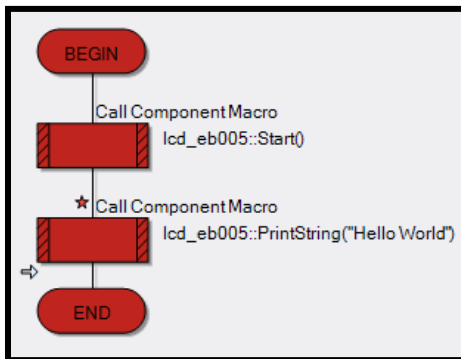 BEGIN
Call Component Macro
lcd_eb005::Start()
Call Component Macro
lcd_eb005::PrintString("Hello World")
END